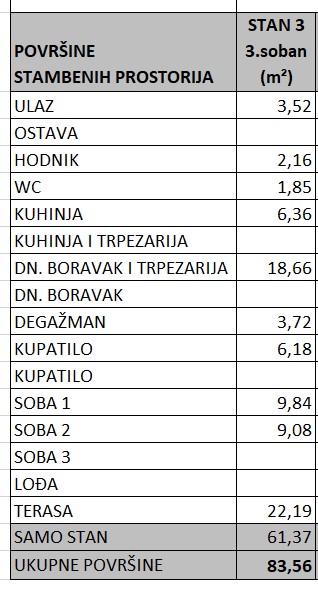 POVRŠINE
STAMBENIH PROSTORIJA
STAN 3
3.soban
(m²)
ULAZ 3,52
OSTAVA
HODNIK 2,16
WC 1,85
KUHINJA 6,36
KUHINJA I TRPEZARIJA
DN. BORAVAK I TRPEZARIJA 18,66
DN. BORAVAK
DEGAŽMAN 3,72
KUPATILO 6,18
KUPATILO
SOBA 1 9,84
SOBA 2 9,08
SOBA 3
LOĐA
TERASA 22,19
SAMO STAN 61,37
UKUPNE POVRŠINE 83,56